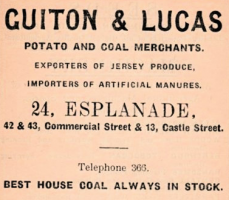 GUITON & LUCAS
POTATO AND COAL MERCHANTS.
EXPORTERS OF JERSEY PRODUCE,
IMPORTERS OF ARTIFICIAL MANURES.
24, ESPLANADE,
42 & 43, Commercial Street & 13, Castle Street.
Telephone 365.
BEST HOUSE COAL ALWAYS IN STOCK.